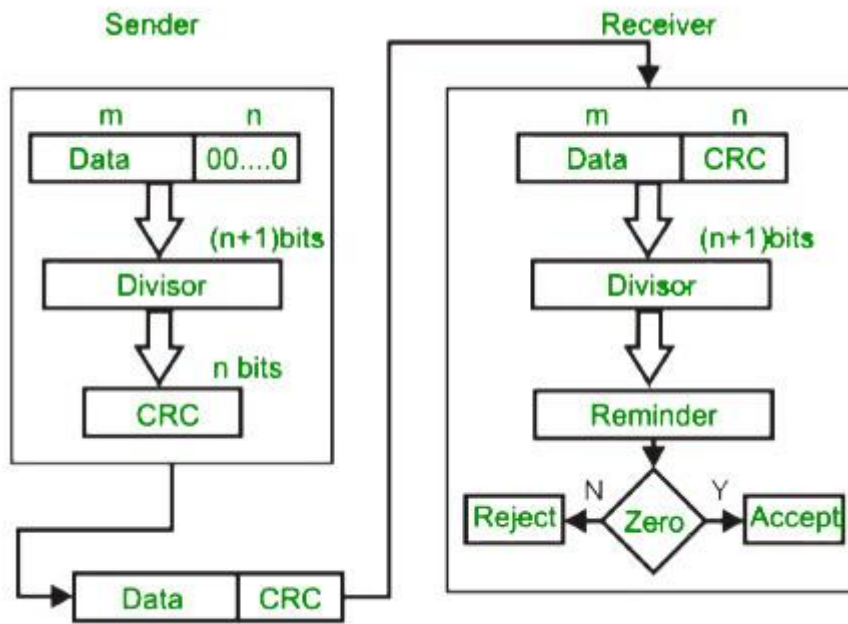 Sender
m n
Data 00....0
(n+1)bits
Divisor
n bits
CRC
Data CRC
Receiver
m n
Data CRC
(n+1)bits
Divisor
Reminder
N Y
Reject Zero Accept